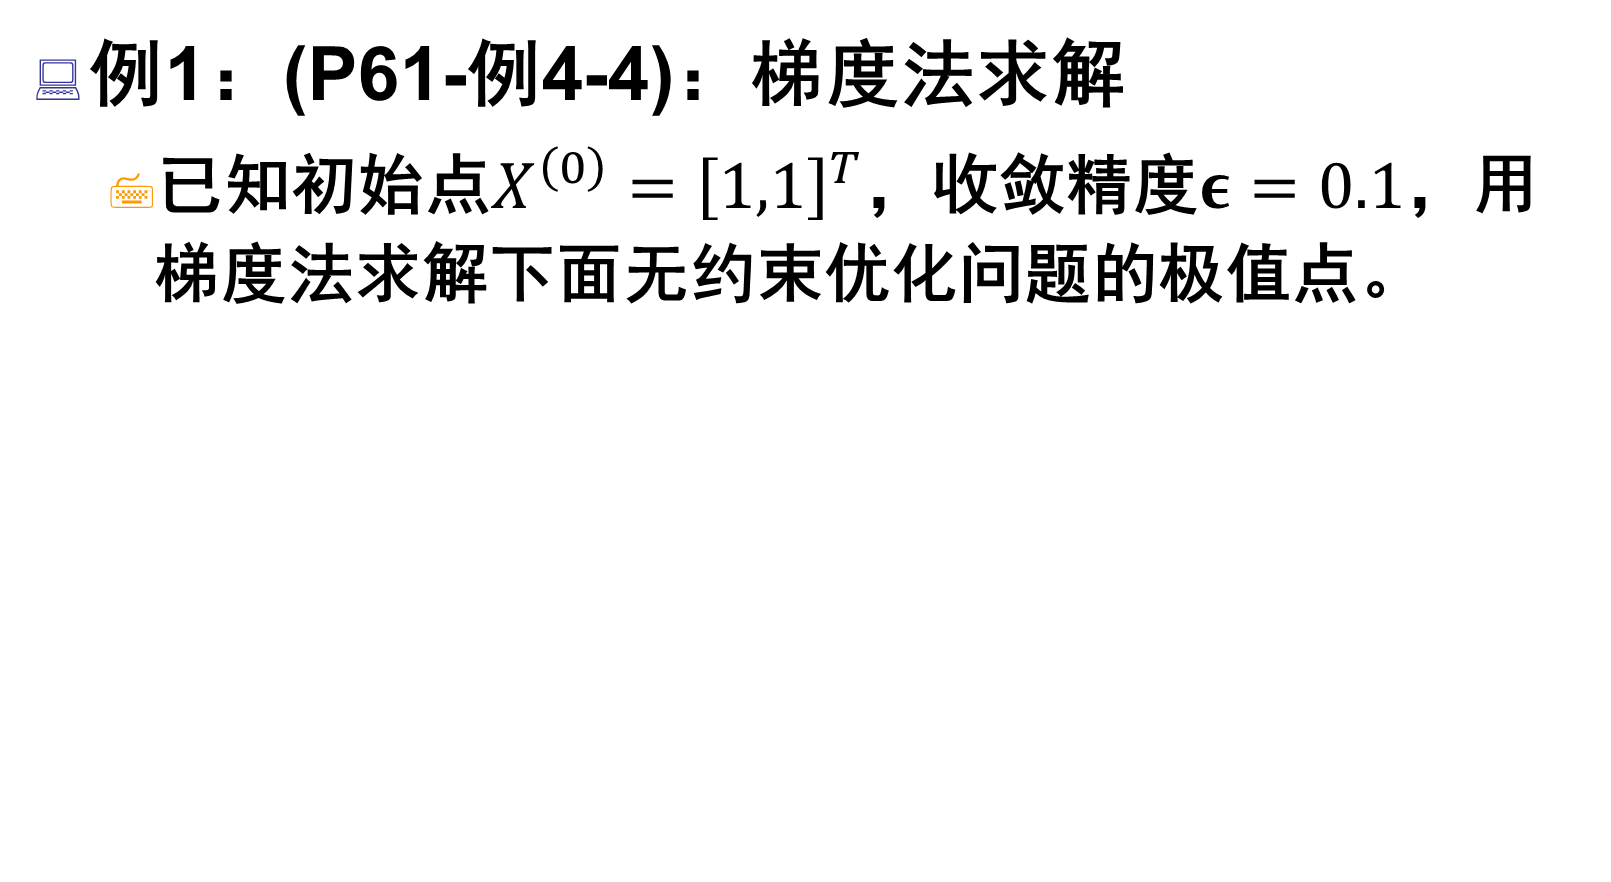 例1：(P61-例4-4)：梯度法求解
已知初始点X^(0) = [1,1]^T，收敛精度ϵ = 0.1，用
梯度法求解下面无约束优化问题的极值点。